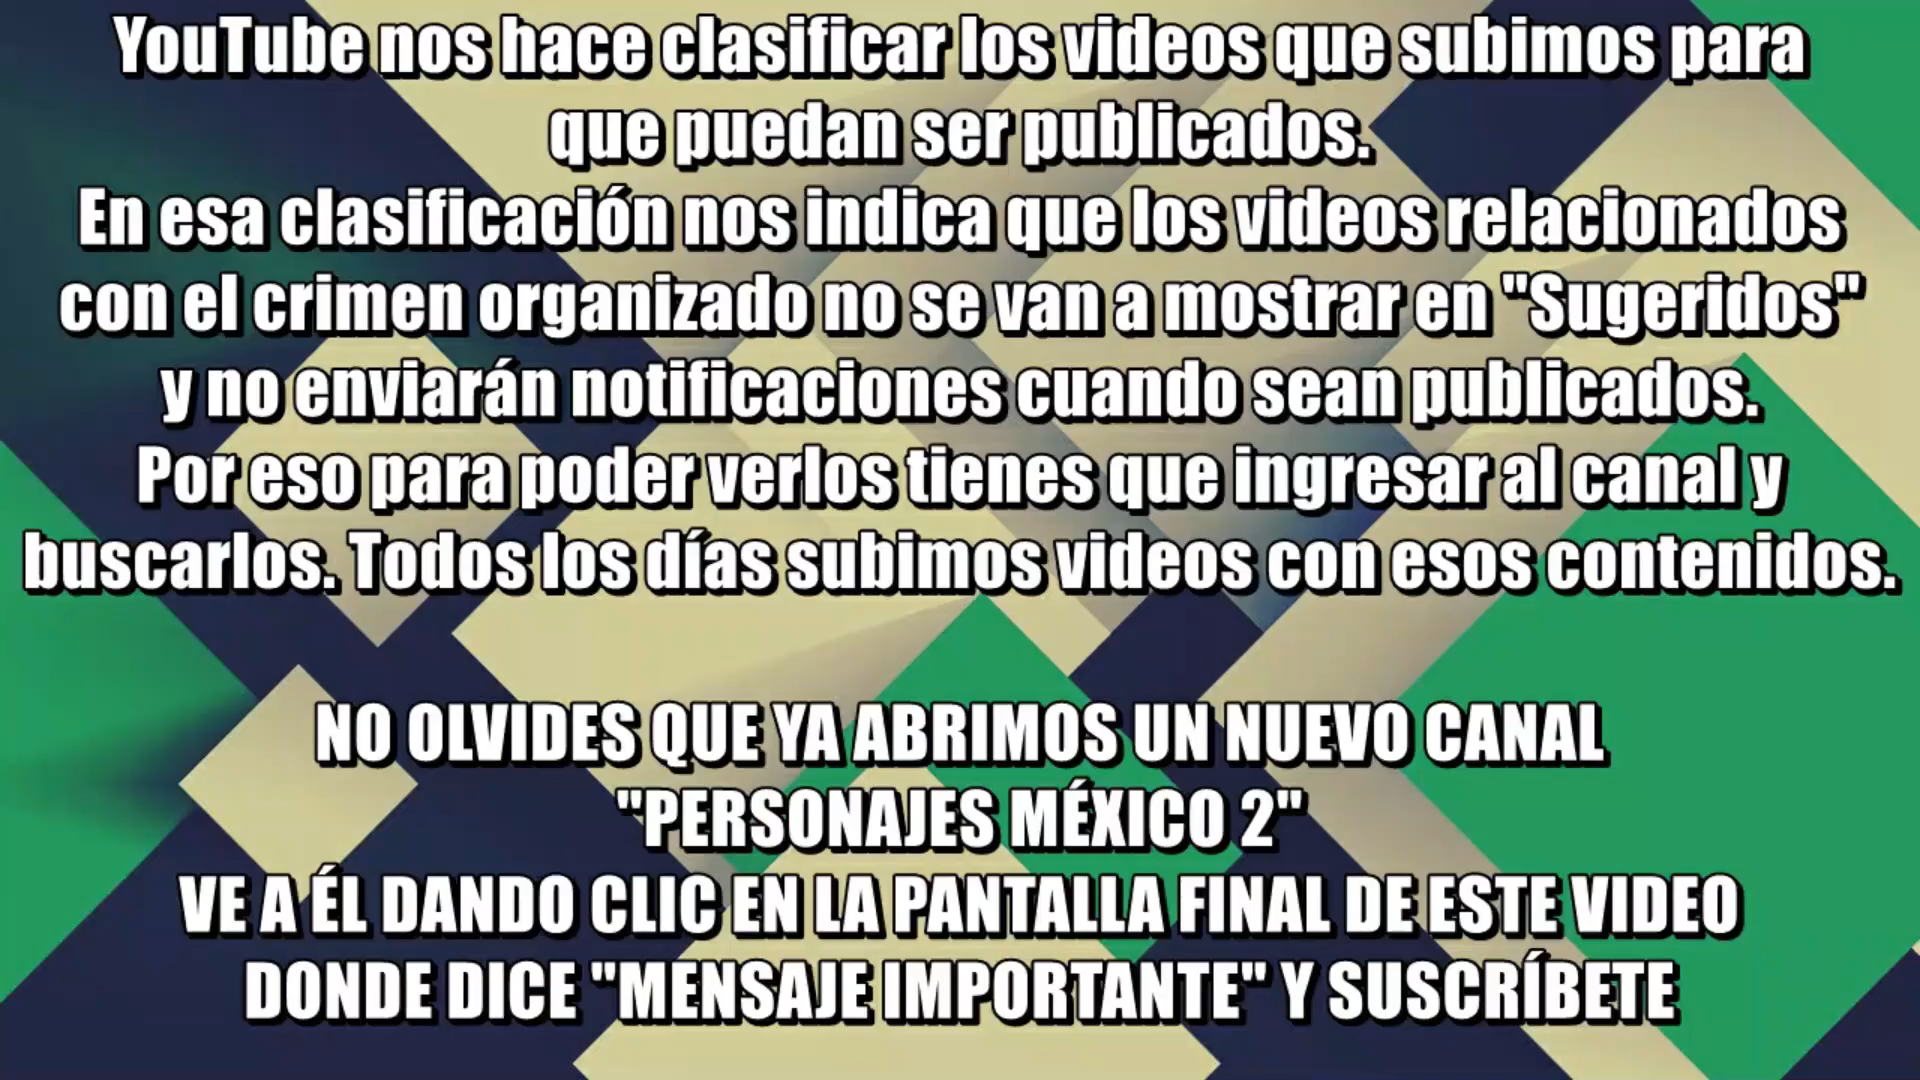 YouTube nos hace clasificar los videos que subimos para
que puedan ser publicados.
En esa clasificación nos indica que los videos relacionados
con el crimen organizado no se van a mostrar en "Sugeridos"
y no enviarán notificaciones cuando sean publicados.
Por eso para poder verlos tienes que ingresar al canal y
buscarlos. Todos los días subimos videos con esos contenidos.
NO OLVIDES QUE YA ABRIMOS UN NUEVO CANAL
"PERSONAJES MÉXICO 2"
VE A ÉL DANDO CLIC EN LA PANTALLA FINAL DE ESTE VIDEO
DONDE DICE "MENSAJE IMPORTANTE" Y SUSCRÍBETE